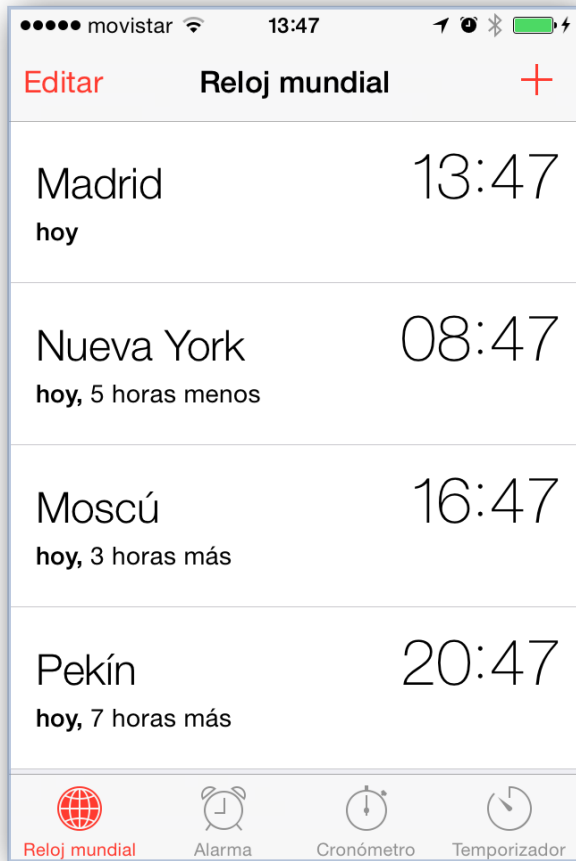 movistar 13:47
Editar Reloj mundial +
Madrid 13:47
hoy
Nueva York 08:47
hoy, 5 horas menos
Moscú 16:47
hoy, 3 horas más
Pekín 20:47
hoy, 7 horas más
Reloj mundial Alarma Cronómetro Temporizador